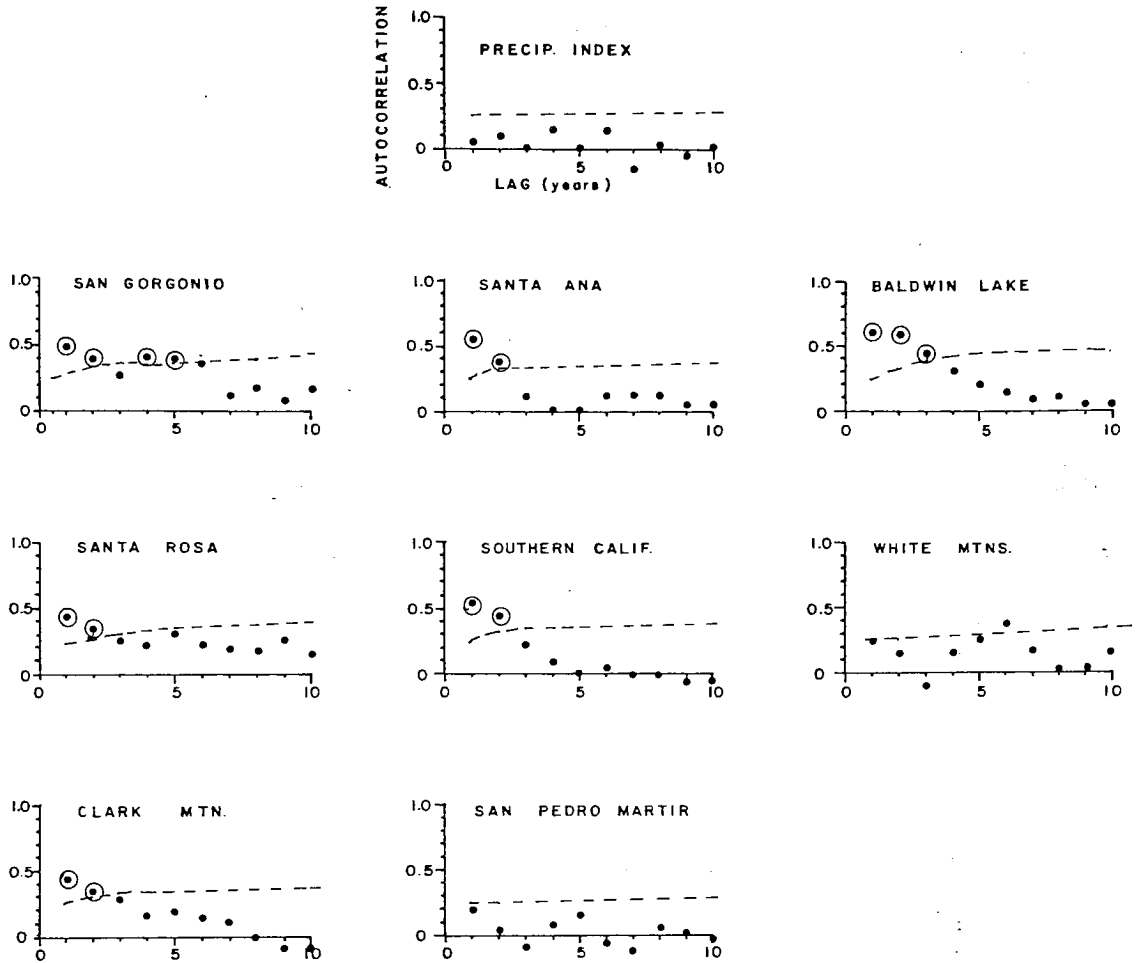 AUTOCORRELATION
1.0
0.5
0
PRECIP. INDEX
0 5 10
LAG (years)
SAN GORGONIO
1.0
0.5
0
0 5 10
SANTA ANA
1.0
0.5
0
0 5 10
BALDWIN LAKE
1.0
0.5
0
0 5 10
SANTA ROSA
1.0
0.5
0
0 5 10
SOUTHERN CALIF.
1.0
0.5
0
0 5 10
WHITE MTNS.
1.0
0.5
0
0 5 10
CLARK MTN.
1.0
0.5
0
0 5 10
SAN PEDRO MARTIR
1.0
0.5
0
0 5 10